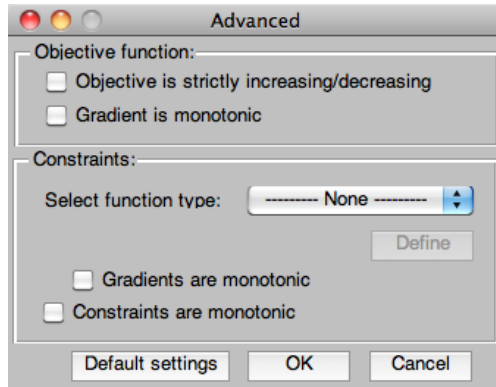 Advanced
Objective function:
Objective is strictly increasing/decreasing
Gradient is monotonic
Constraints:
Select function type: --------- None ---------
Define
Gradients are monotonic
Constraints are monotonic
Default settings OK Cancel